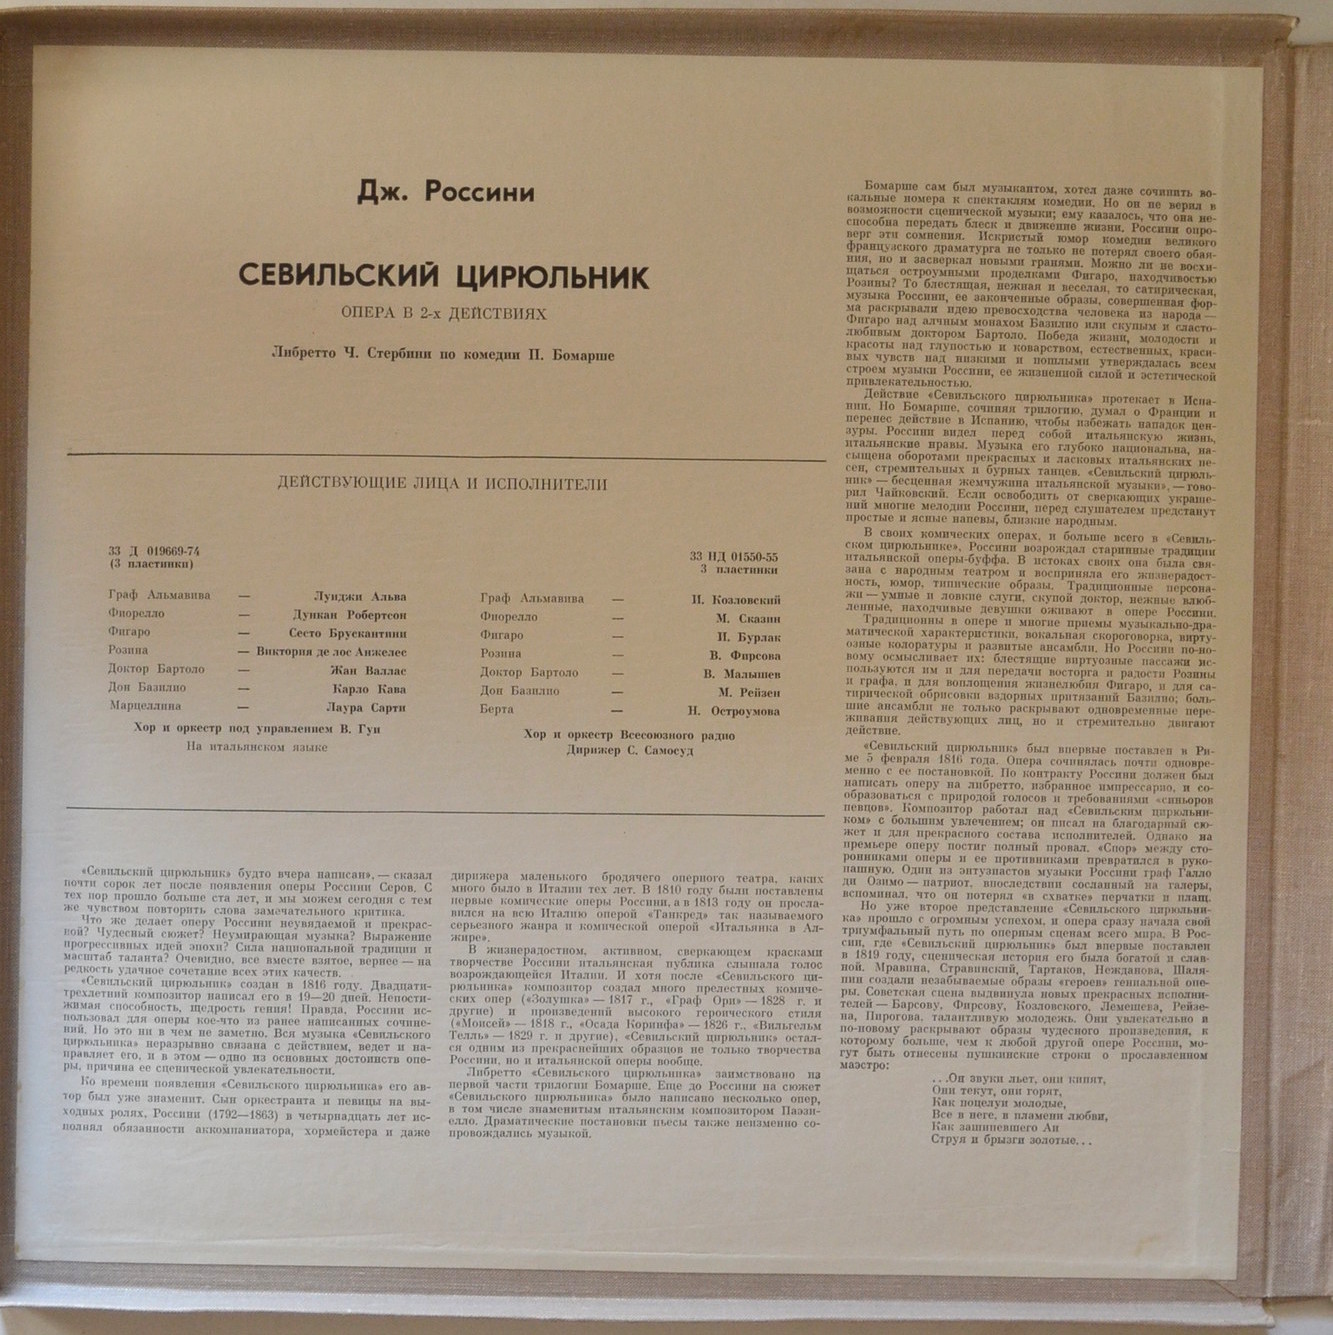 Дж. Россини
СЕВИЛЬСКИЙ ЦИРЮЛЬНИК
ОПЕРА В 2-х ДЕЙСТВИЯХ
Либретто Ч. Стербини по комедии П. Бомарше
ДЕЙСТВУЮЩИЕ ЛИЦА И ИСПОЛНИТЕЛИ
33 Д 019669-74
(3 пластинки)
Граф Альмавива — Луиджи Альва
Фиорелло — Дункан Робертсон
Фигаро — Сесто Брускантини
Розина — Виктория де лос Анжелес
Доктор Бартоло — Жан Валлас
Дон Базилио — Карло Кава
Марцеллина — Лаура Сарти
Хор и оркестр под управлением В. Гуи
На итальянском языке
33 НД 01550-55
3 пластинки
Граф Альмавива — И. Козловский
Фиорелло — М. Сказин
Фигаро — И. Бурлак
Розина — В. Фирсова
Доктор Бартоло — В. Малышев
Дон Базилио — М. Рейзен
Берта — Н. Остроумова
Хор и оркестр Всесоюзного радио
Дирижер С. Самосуд
«Севильский цирюльник» будто вчера написан», — сказал
почти сорок лет после появления оперы Россини Серов. С
тех пор прошло больше ста лет, и мы можем сегодня с тем
же чувством повторить слова замечательного критика.
Что же делает оперу Россини неувядаемой и прекрас-
ной? Чудесный сюжет? Неумирающая музыка? Выражение
прогрессивных идей эпохи? Сила национальной традиции и
масштаб таланта? Очевидно, все вместе взятое, вернее — на
редкость удачное сочетание всех этих качеств.
«Севильский цирюльник» создан в 1816 году. Двадцати-
трехлетний композитор написал его в 19—20 дней. Непости-
жимая способность, щедрость гения! Правда, Россини ис-
пользовал для оперы кое-что из ранее написанных сочине-
ний. Но это ни в чем не заметно. Вся музыка «Севильского
цирюльника» неразрывно связана с действием, ведет и на-
правляет его, и в этом — одно из основных достоинств опе-
ры, причина ее сценической увлекательности.
Ко времени появления «Севильского цирюльника» его ав-
тор был уже знаменит. Сын оркестранта и певицы на вы-
ходных ролях, Россини (1792—1863) в четырнадцать лет ис-
полнял обязанности аккомпаниатора, хормейстера и даже
дирижера маленького бродячего оперного театра, каких
много было в Италии тех лет. В 1810 году были поставлены
первые комические оперы Россини, а в 1813 году он просла-
вился на всю Италию оперой «Танкред» так называемого
серьезного жанра и комической оперой «Итальянка в Ал-
жире».
В жизнерадостном, активном, сверкающем красками
творчестве Россини итальянская публика слышала голос
возрождающейся Италии. И хотя после «Севильского ци-
рюльника» композитор создал много прелестных комиче-
ских опер («Золушка» — 1817 г., «Граф Ори» — 1828 г. и
другие) и произведений высокого героического стиля
(«Моисей» — 1818 г., «Осада Коринфа» — 1826 г., «Вильгельм
Телль» — 1829 г. и другие), «Севильский цирюльник» остал-
ся одним из прекраснейших образцов не только творчества
Россини, но и итальянской оперы вообще.
Либретто «Севильского цирюльника» заимствовано из
первой части трилогии Бомарше. Еще до Россини на сюжет
«Севильского цирюльника» было написано несколько опер,
в том числе знаменитым итальянским композитором Паэзи-
елло. Драматические постановки пьесы также неизменно со-
провождались музыкой.
Бомарше сам был музыкантом, хотел даже сочинить во-
кальные номера к спектаклям комедии. Но он не верил в
возможности сценической музыки; ему казалось, что она не-
способна передать блеск и движение жизни. Россини опро-
верг эти сомнения. Искристый юмор комедии великого
французского драматурга не только не потерял своего обая-
ния, но и засверкал новыми гранями. Можно ли не восхи-
щаться остроумными проделками Фигаро, находчивостью
Розины? То блестящая, нежная и веселая, то сатирическая,
музыка Россини, ее законченные образы, совершенная фор-
ма раскрывали идею превосходства человека из народа —
Фигаро над алчным монахом Базилио или скупым и сласто-
любивым доктором Бартоло. Победа жизни, молодости и
красоты над глупостью и коварством, естественных, краси-
вых чувств над низкими и пошлыми утверждалась всем
строем музыки Россини, ее жизненной силой и эстетической
привлекательностью.
Действие «Севильского цирюльника» протекает в Испа-
нии. Но Бомарше, сочиняя трилогию, думал о Франции и
перенес действие в Испанию, чтобы избежать нападок цен-
зуры. Россини видел перед собой итальянскую жизнь,
итальянские нравы. Музыка его глубоко национальна, на-
сыщена оборотами прекрасных и ласковых итальянских пе-
сен, стремительных и бурных танцев. «Севильский цирюль-
ник» — бесценная жемчужина итальянской музыки», — гово-
рил Чайковский. Если освободить от сверкающих украше-
ний многие мелодии Россини, перед слушателем предстанут
простые и ясные напевы, близкие народным.
В своих комических операх, и больше всего в «Севиль-
ском цирюльнике», Россини возрождал старинные традиции
итальянской оперы-буффа. В истоках своих она была свя-
зана с народным театром и восприняла его жизнерадост-
ность, юмор, типические образы. Традиционные персона-
жи — умные и ловкие слуги, скупой доктор, нежные влюб-
ленные, находчивые девушки оживают в опере Россини.
Традиционны в опере и многие приемы музыкально-дра-
матической характеристики, вокальная скороговорка, вирту-
озные колоратуры и развитые ансамбли. Но Россини по-но-
вому осмысливает их: блестящие виртуозные пассажи ис-
пользуются им и для передачи восторга и радости Розины
и графа, и для воплощения жизнелюбия Фигаро, и для са-
тирической обрисовки вздорных притязаний Базилио; боль-
шие ансамбли не только раскрывают одновременные пере-
живания действующих лиц, но и стремительно двигают
действие.
«Севильский цирюльник» был впервые поставлен в Ри-
ме 5 февраля 1816 года. Опера сочинялась почти одновре-
менно с ее постановкой. По контракту Россини должен был
написать оперу на либретто, избранное импрессарио, и со-
образоваться с природой голосов и требованиями «синьоров
певцов». Композитор работал над «Севильским цирюльни-
ком» с большим увлечением; он писал на благодарный сю-
жет и для прекрасного состава исполнителей. Однако на
премьере оперу постиг полный провал. «Спор» между сто-
ронниками оперы и ее противниками превратился в руко-
пашную. Один из энтузиастов музыки Россини граф Галло
ди Озимо — патриот, впоследствии сосланный на галеры,
вспоминал, что он потерял «в схватке» перчатки и плащ.
Но уже второе представление «Севильского цирюльни-
ка» прошло с огромным успехом, и опера сразу начала свой
триумфальный путь по оперным сценам всего мира. В Рос-
сии, где «Севильский цирюльник» был впервые поставлен
в 1819 году, сценическая история его была богатой и слав-
ной. Мравина, Стравинский, Тартаков, Нежданова, Шаля-
пин создали незабываемые образы «героев» гениальной опе-
ры. Советская сцена выдвинула новых прекрасных исполни-
телей — Барсову, Фирсову, Козловского, Лемешева, Рейзе-
на, Пирогова, талантливую молодежь. Они увлекательно и
по-новому раскрывают образы чудесного произведения, к
которому больше, чем к любой другой опере Россини, мо-
гут быть отнесены пушкинские строки о прославленном
маэстро:
...Он звуки льет, они кипят,
Они текут, они горят,
Как поцелуи молодые,
Все в неге, в пламени любви,
Как зашипевшего Аи
Струя и брызги золотые...